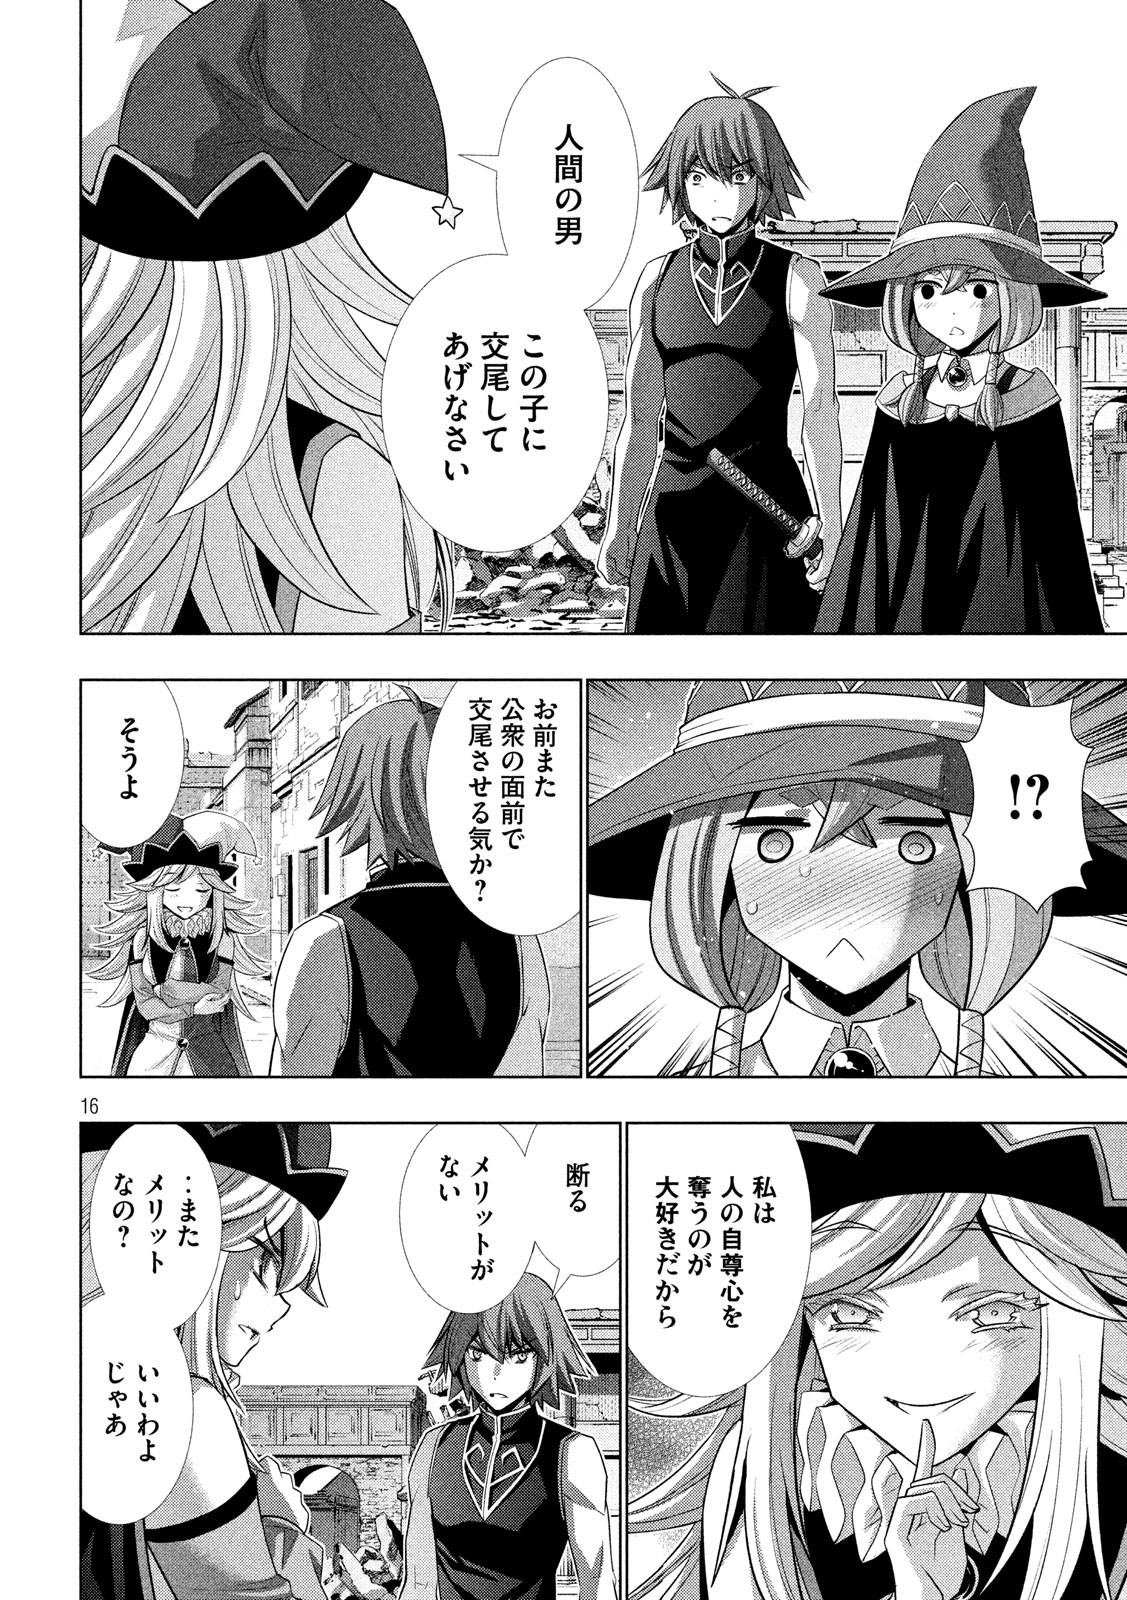 人間の男
この子に
交尾して
あげなさい
!?
お前また
公衆の面前で
交尾させる気か?
そうよ
16
私は
人の自尊心を
奪うのが
大好きだから
断る
メリットが
ない
‥また
メリット
なの?
いいわよ
じゃあ